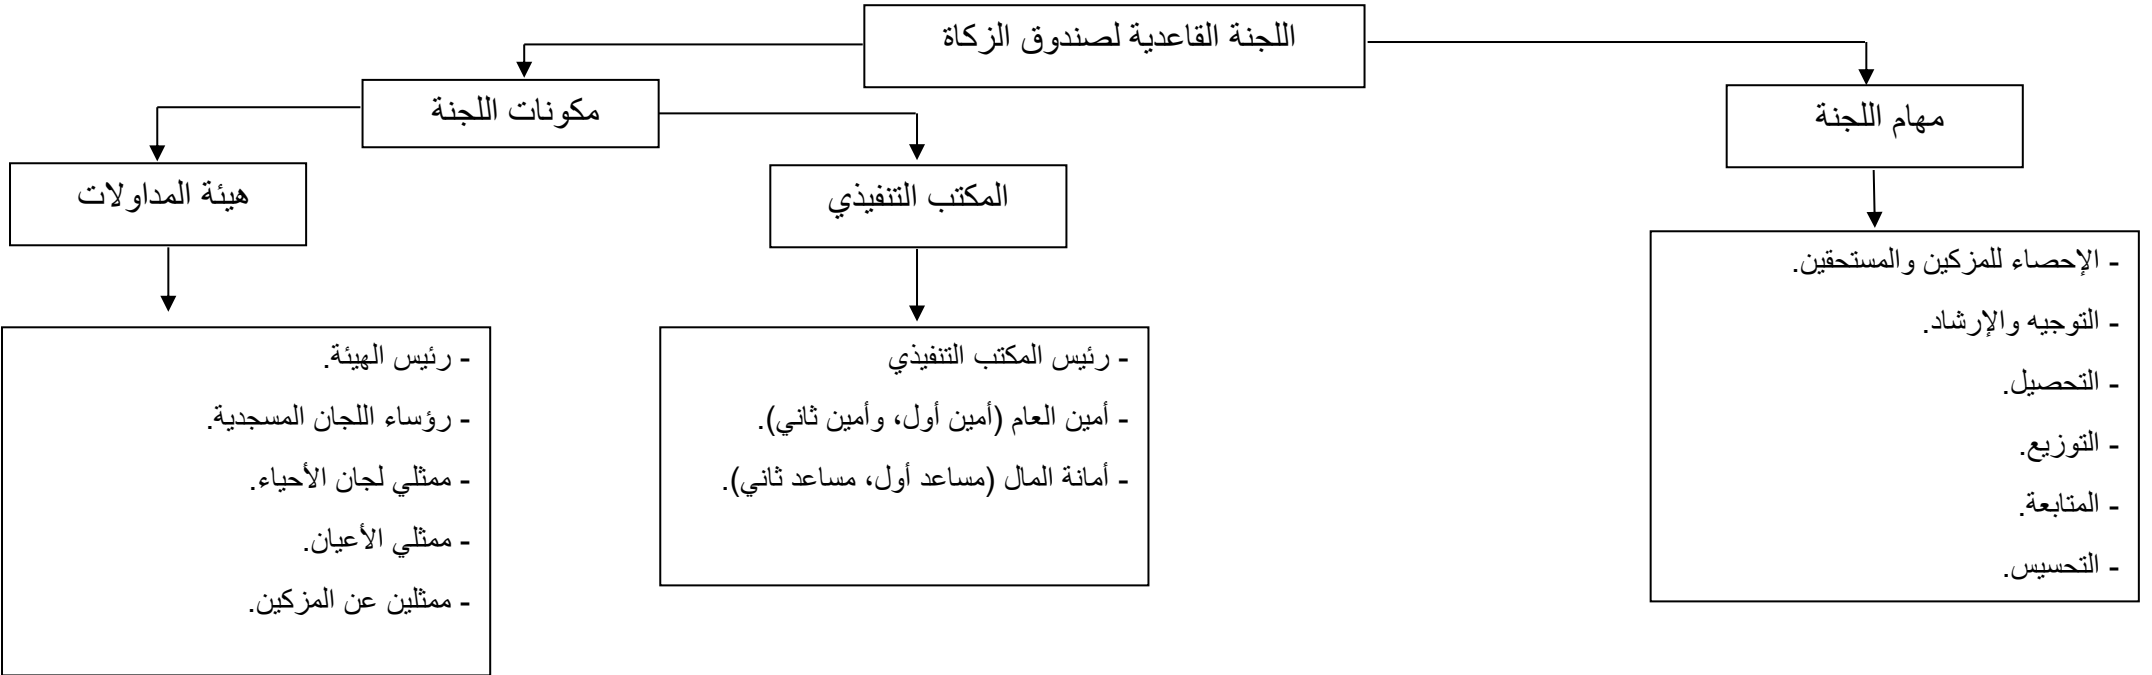 اللجنة القاعدية لصندوق الزكاة
مهام اللجنة
- الإحصاء للمزكين والمستحقين.
- التوجيه والإرشاد.
- التحصيل.
- التوزيع.
- المتابعة.
- التحسيس.
مكونات اللجنة
المكتب التنفيذي
- رئيس المكتب التنفيذي
- أمين العام (أمين أول، وأمين ثاني).
- أمانة المال (مساعد أول، مساعد ثاني).
هيئة المداولات
- رئيس الهيئة.
- رؤساء اللجان المسجدية.
- ممثلي لجان الأحياء.
- ممثلي الأعيان.
- ممثلين عن المزكين.